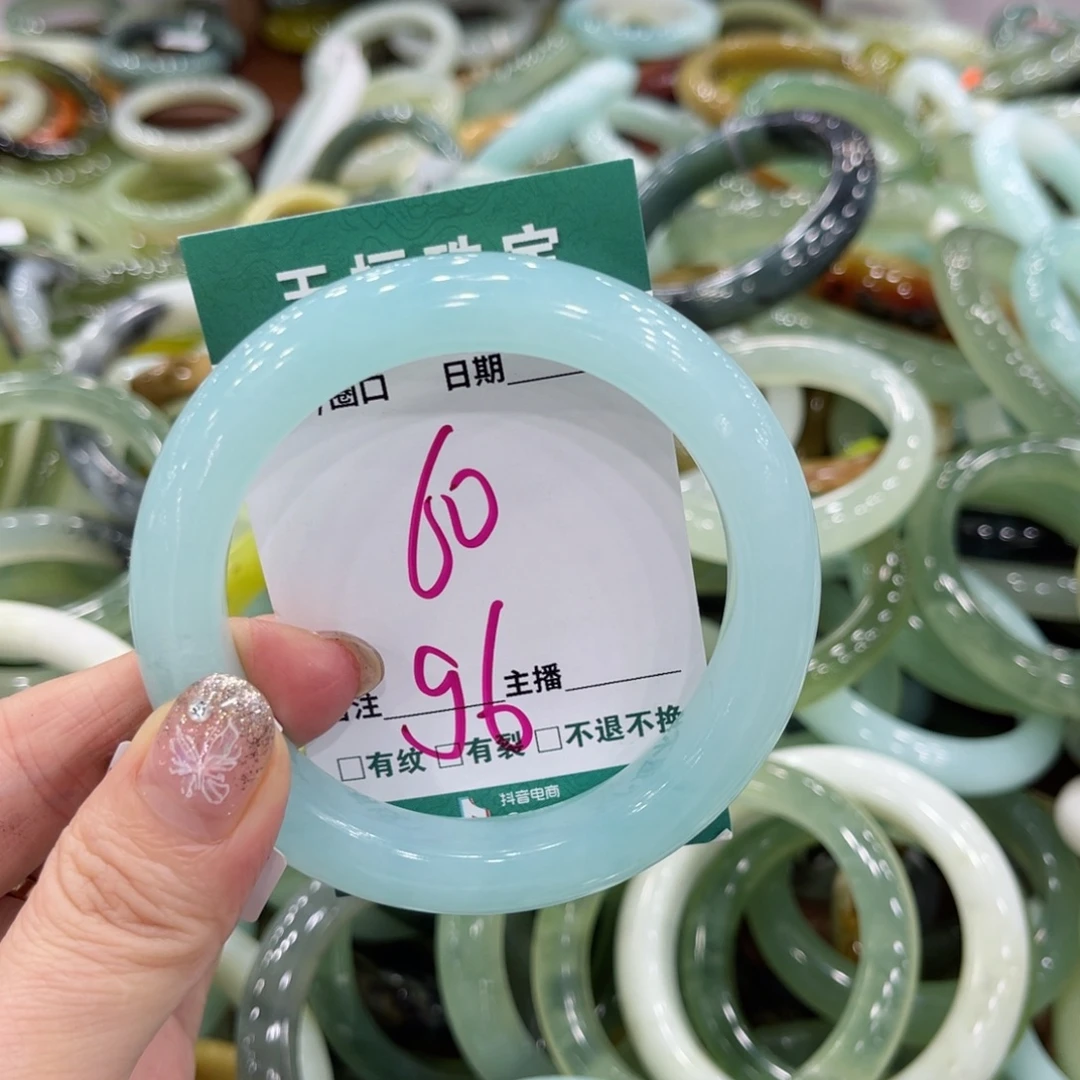 圈口 日期
60
96
注 主播
□有纹 □有裂 □不退不换
抖音电商